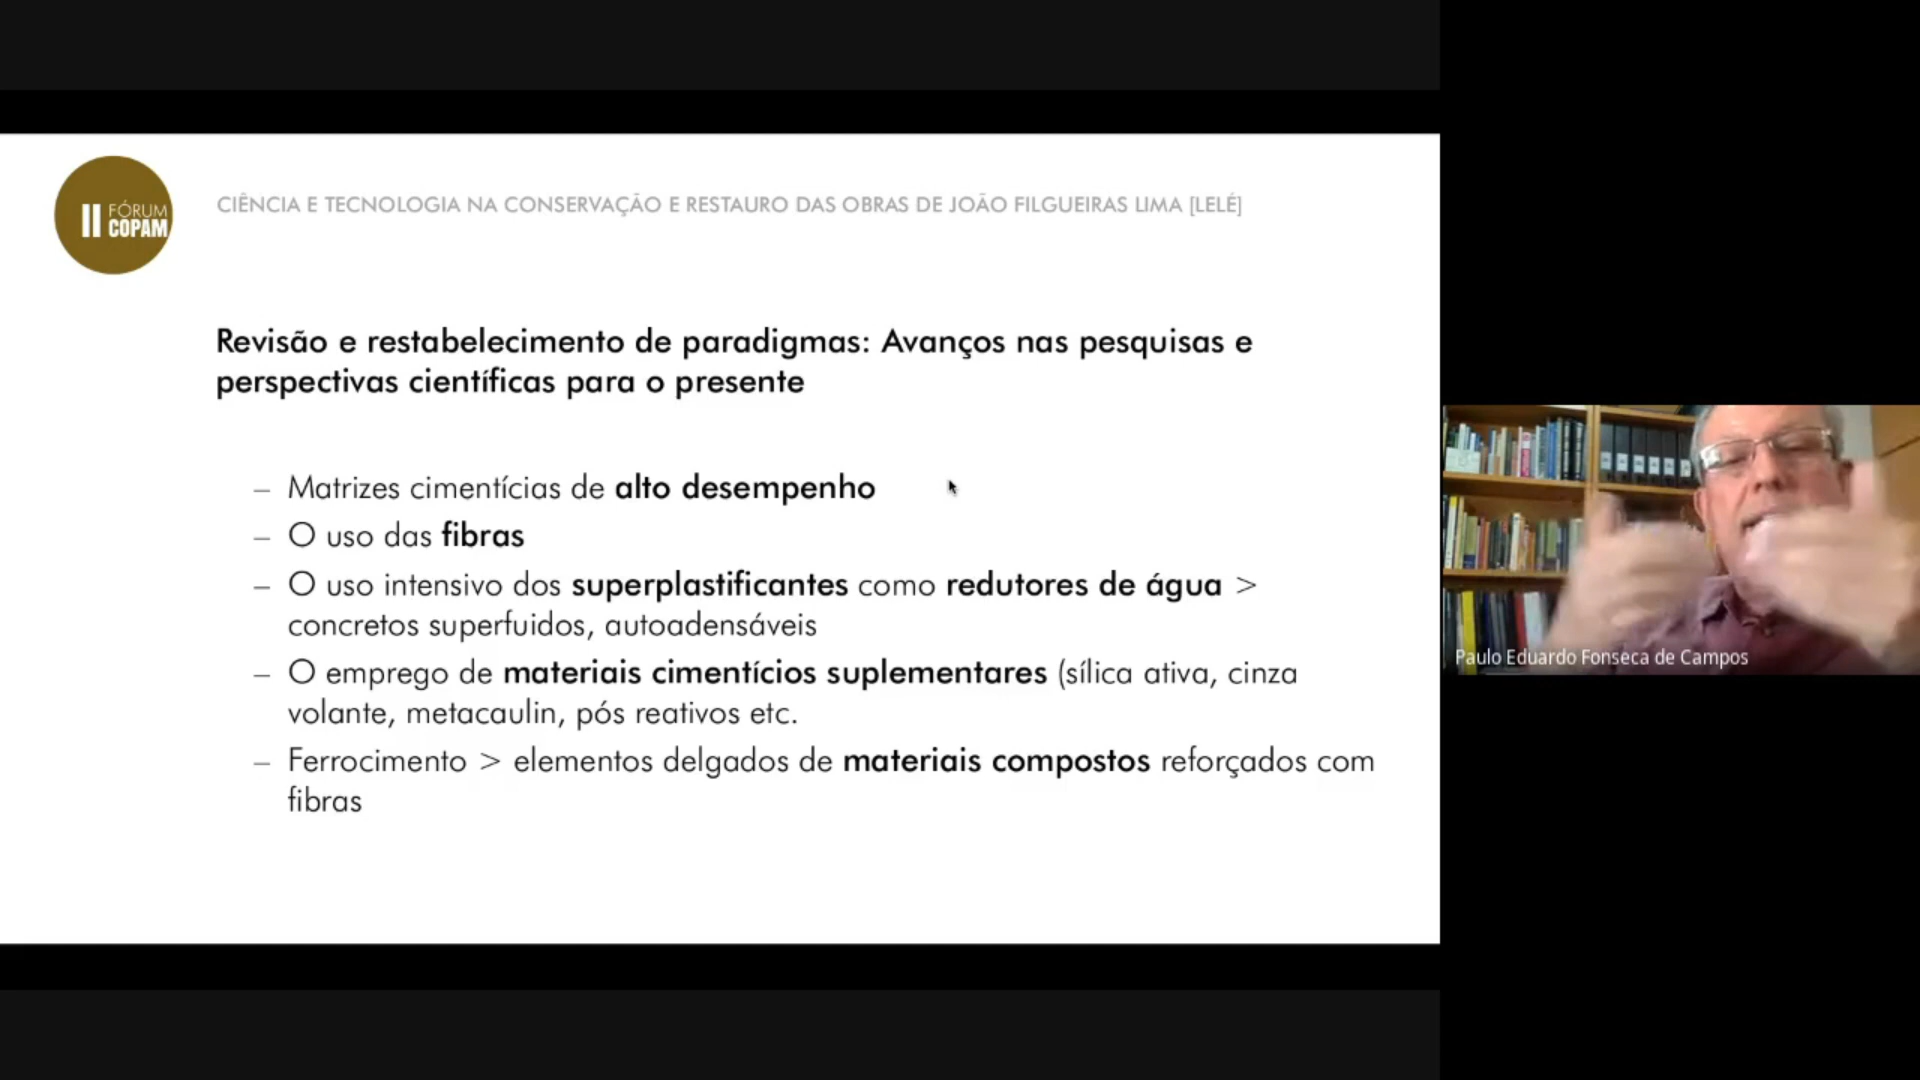 II FÓRUM
COPAM
CIÊNCIA E TECNOLOGIA NA CONSERVAÇÃO E RESTAURO DAS OBRAS DE JOÃO FILGUEIRAS LIMA [LELÉ]
Revisão e restabelecimento de paradigmas: Avanços nas pesquisas e
perspectivas científicas para o presente
– Matrizes cimentícias de alto desempenho
– O uso das fibras
– O uso intensivo dos superplastificantes como redutores de água >
concretos superfuidos, autoadensáveis
– O emprego de materiais cimentícios suplementares (sílica ativa, cinza
volante, metacaulin, pós reativos etc.
– Ferrocimento > elementos delgados de materiais compostos reforçados com
fibras
Paulo Eduardo Fonseca de Campos